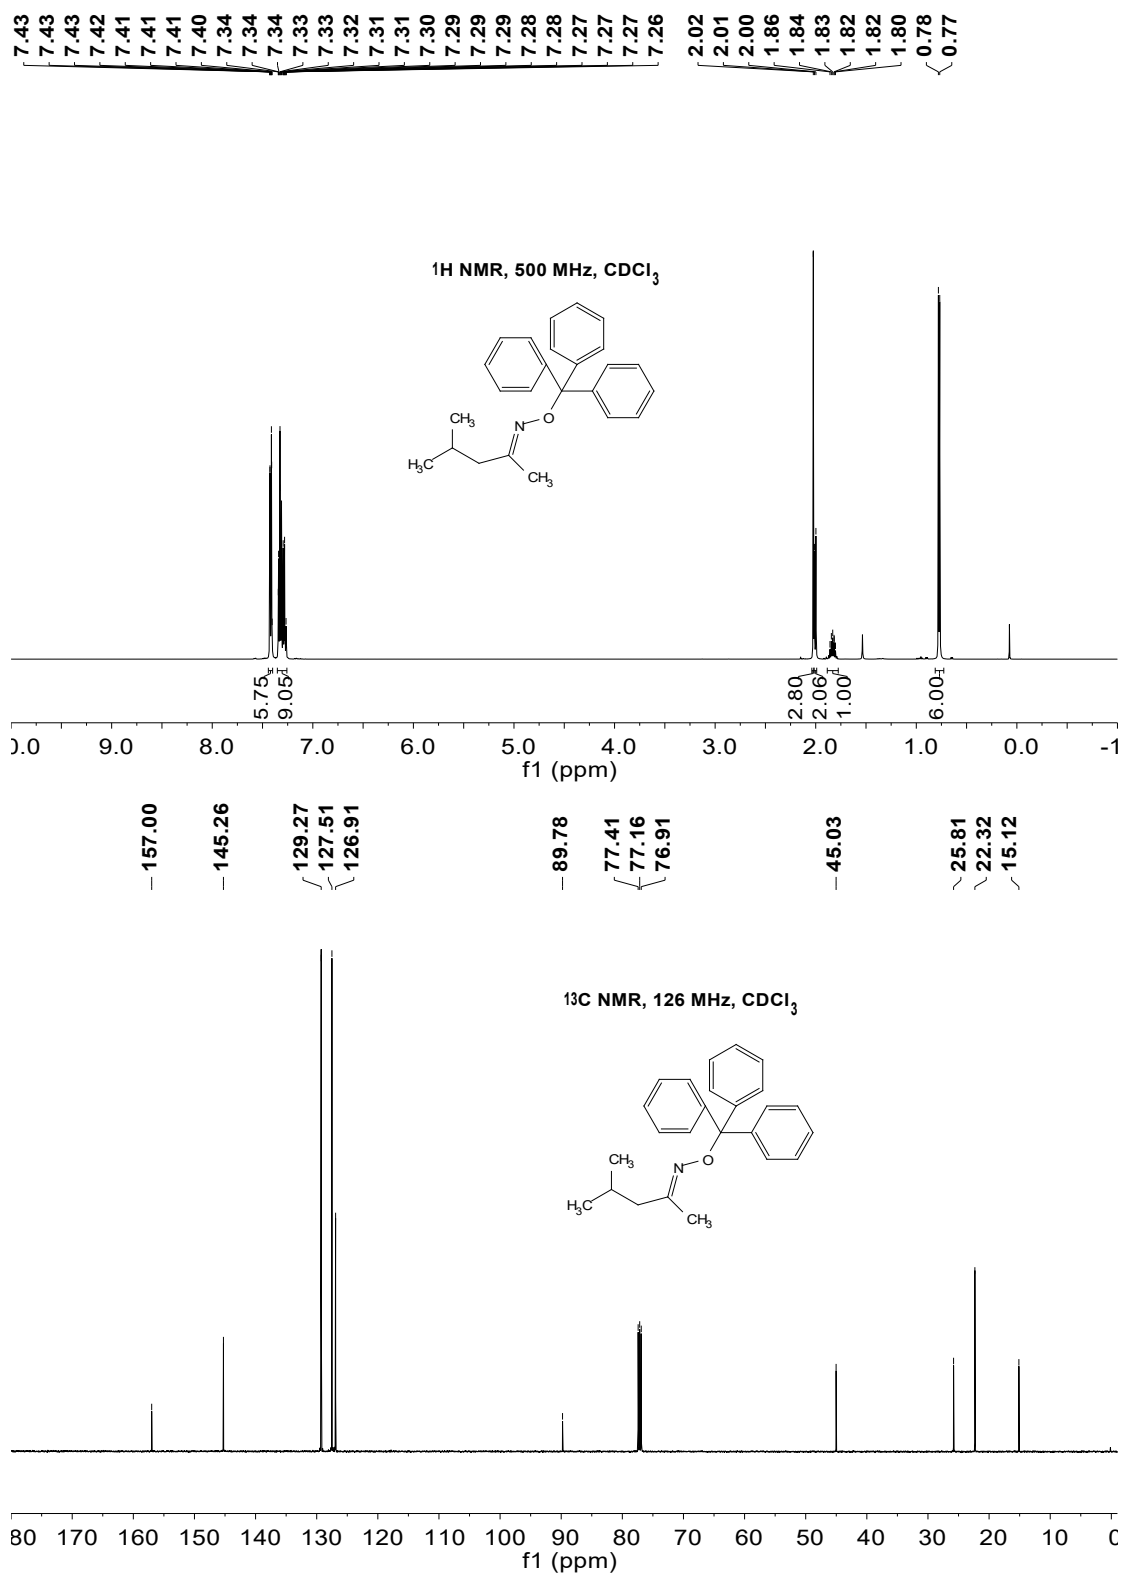 7.43 7.43 7.43 7.42 7.41 7.41 7.41 7.40 7.34 7.34 7.34 7.33 7.33 7.32 7.31 7.31 7.30 7.29 7.29 7.29 7.28 7.28 7.27 7.27 7.27 7.26 2.02 2.01 2.00 1.86 1.84 1.83 1.82 1.82 1.80 0.78 0.77
¹H NMR, 500 MHz, CDCl₃
O
N
CH₃
H₃C
CH₃
5.75 9.05 2.80 2.06 1.00 6.00
0.0 9.0 8.0 7.0 6.0 5.0 4.0 3.0 2.0 1.0 0.0 -1
f1 (ppm)
157.00 145.26 129.27 127.51 126.91 89.78 77.41 77.16 76.91 45.03 25.81 22.32 15.12
¹³C NMR, 126 MHz, CDCl₃
O
N
CH₃
H₃C
CH₃
80 170 160 150 140 130 120 110 100 90 80 70 60 50 40 30 20 10 0
f1 (ppm)